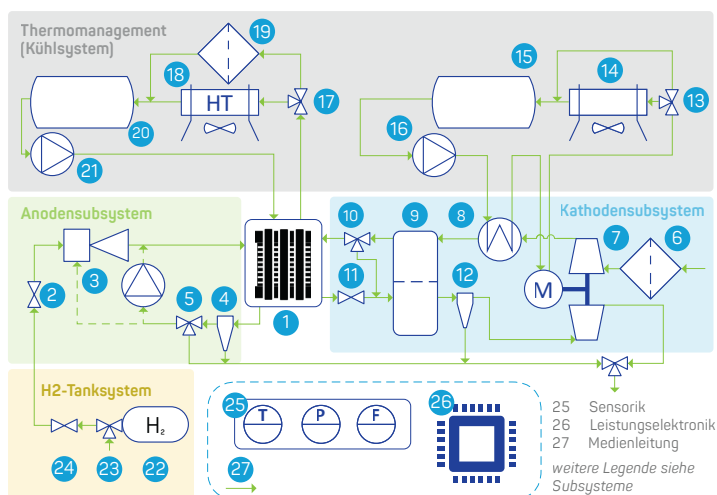 Thermomanagement
(Kühlsystem)
19
18
HT
17
20
21
15
14
13
16
Anodensubsystem
Kathodensubsystem
10
9
8
7
6
2
3
5
4
11
12
M
1
H2-Tanksystem
H₂
24
23
22
25
T
P
F
26
27
25 Sensorik
26 Leistungselektronik
27 Medienleitung
weitere Legende siehe
Subsysteme